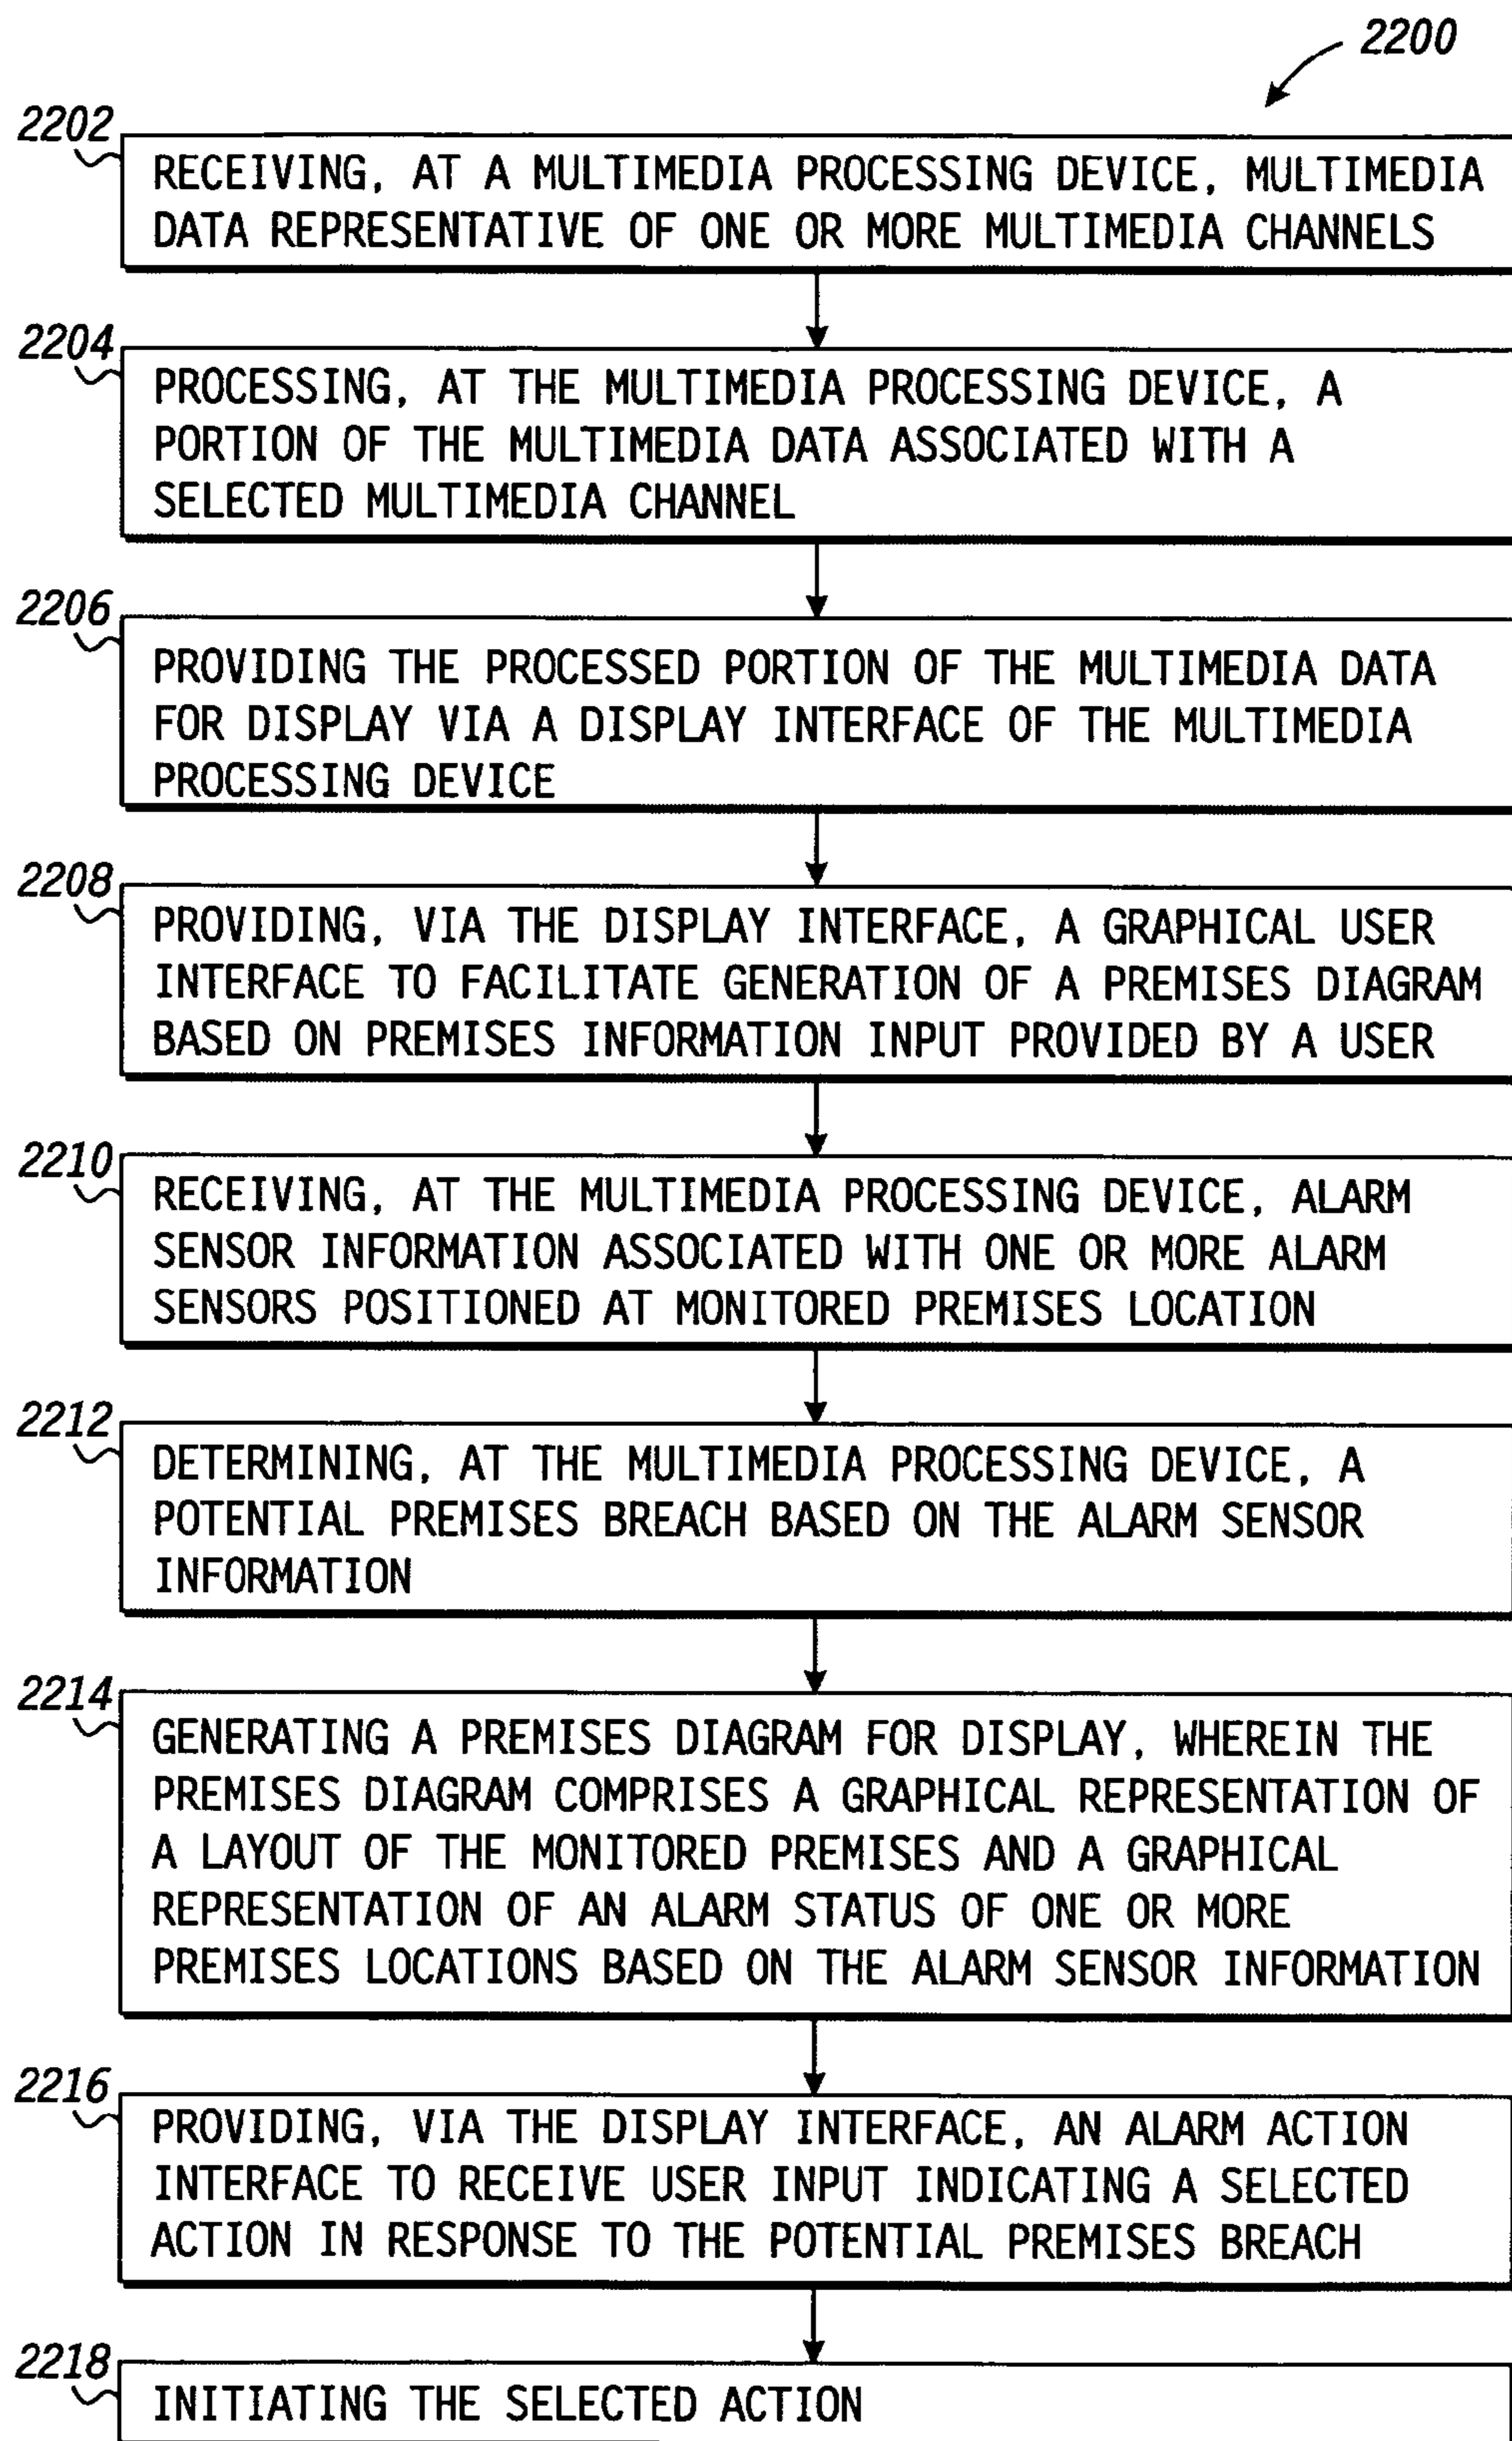 2200
2202
RECEIVING, AT A MULTIMEDIA PROCESSING DEVICE, MULTIMEDIA
DATA REPRESENTATIVE OF ONE OR MORE MULTIMEDIA CHANNELS
2204
PROCESSING, AT THE MULTIMEDIA PROCESSING DEVICE, A
PORTION OF THE MULTIMEDIA DATA ASSOCIATED WITH A
SELECTED MULTIMEDIA CHANNEL
2206
PROVIDING THE PROCESSED PORTION OF THE MULTIMEDIA DATA
FOR DISPLAY VIA A DISPLAY INTERFACE OF THE MULTIMEDIA
PROCESSING DEVICE
2208
PROVIDING, VIA THE DISPLAY INTERFACE, A GRAPHICAL USER
INTERFACE TO FACILITATE GENERATION OF A PREMISES DIAGRAM
BASED ON PREMISES INFORMATION INPUT PROVIDED BY A USER
2210
RECEIVING, AT THE MULTIMEDIA PROCESSING DEVICE, ALARM
SENSOR INFORMATION ASSOCIATED WITH ONE OR MORE ALARM
SENSORS POSITIONED AT MONITORED PREMISES LOCATION
2212
DETERMINING, AT THE MULTIMEDIA PROCESSING DEVICE, A
POTENTIAL PREMISES BREACH BASED ON THE ALARM SENSOR
INFORMATION
2214
GENERATING A PREMISES DIAGRAM FOR DISPLAY, WHEREIN THE
PREMISES DIAGRAM COMPRISES A GRAPHICAL REPRESENTATION OF
A LAYOUT OF THE MONITORED PREMISES AND A GRAPHICAL
REPRESENTATION OF AN ALARM STATUS OF ONE OR MORE
PREMISES LOCATIONS BASED ON THE ALARM SENSOR INFORMATION
2216
PROVIDING, VIA THE DISPLAY INTERFACE, AN ALARM ACTION
INTERFACE TO RECEIVE USER INPUT INDICATING A SELECTED
ACTION IN RESPONSE TO THE POTENTIAL PREMISES BREACH
2218
INITIATING THE SELECTED ACTION